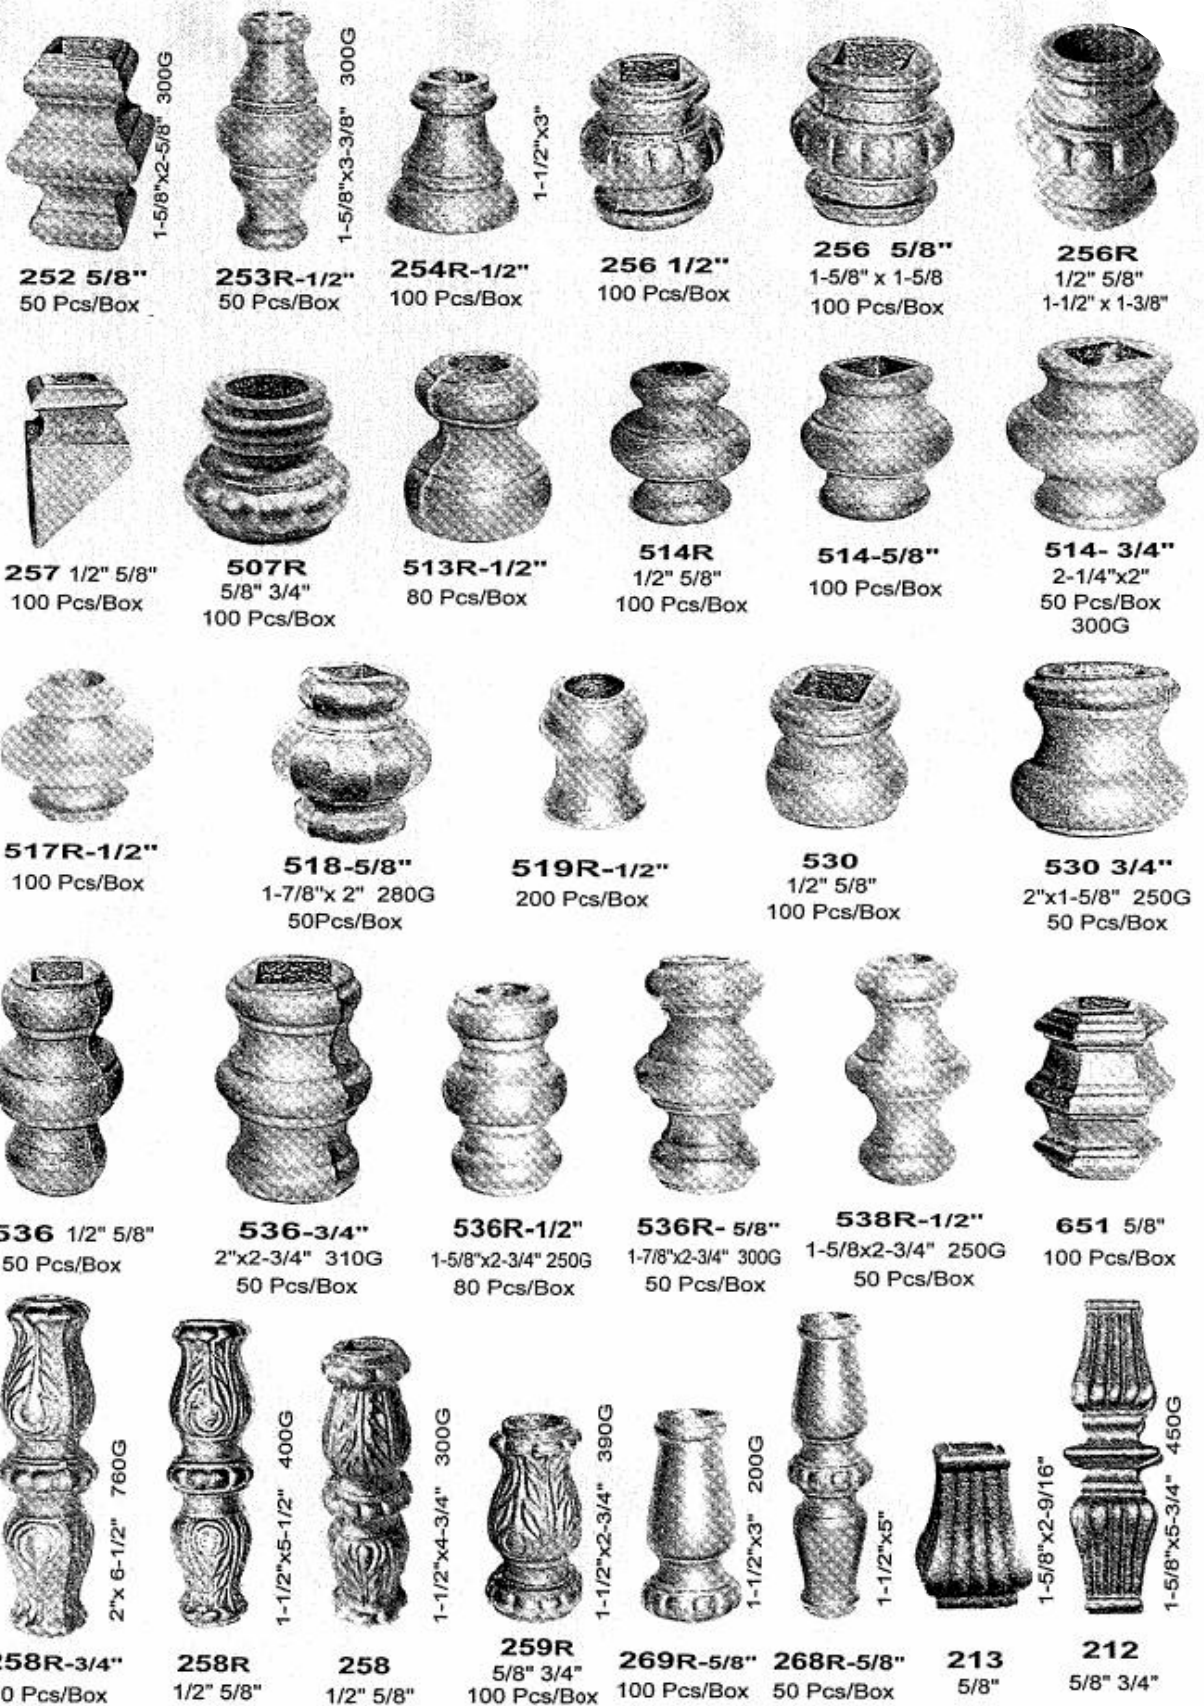 1-5/8"x2-5/8" 300G
252 5/8"
50 Pcs/Box
1-5/8"x3-3/8" 300G
253R-1/2"
50 Pcs/Box
1-1/2"x3"
254R-1/2"
100 Pcs/Box
256 1/2"
100 Pcs/Box
256 5/8"
1-5/8" x 1-5/8
100 Pcs/Box
256R
1/2" 5/8"
1-1/2" x 1-3/8"
257 1/2" 5/8"
100 Pcs/Box
507R
5/8" 3/4"
100 Pcs/Box
513R-1/2"
80 Pcs/Box
514R
1/2" 5/8"
100 Pcs/Box
514-5/8"
100 Pcs/Box
514- 3/4"
2-1/4"x2"
50 Pcs/Box
300G
517R-1/2"
100 Pcs/Box
518-5/8"
1-7/8"x 2" 280G
50Pcs/Box
519R-1/2"
200 Pcs/Box
530
1/2" 5/8"
100 Pcs/Box
530 3/4"
2"x1-5/8" 250G
50 Pcs/Box
536 1/2" 5/8"
50 Pcs/Box
536-3/4"
2"x2-3/4" 310G
50 Pcs/Box
536R-1/2"
1-5/8"x2-3/4" 250G
80 Pcs/Box
536R- 5/8"
1-7/8"x2-3/4" 300G
50 Pcs/Box
538R-1/2"
1-5/8x2-3/4" 250G
50 Pcs/Box
651 5/8"
100 Pcs/Box
2"x 6-1/2" 760G
258R-3/4"
0 Pcs/Box
1-1/2"x5-1/2" 400G
258R
1/2" 5/8"
1-1/2"x4-3/4" 300G
258
1/2" 5/8"
1-1/2"x2-3/4" 390G
259R
5/8" 3/4"
100 Pcs/Box
1-1/2"x3" 200G
269R-5/8"
100 Pcs/Box
1-1/2"x5"
268R-5/8"
50 Pcs/Box
1-5/8"x2-9/16"
213
5/8"
1-5/8"x5-3/4" 450G
212
5/8" 3/4"